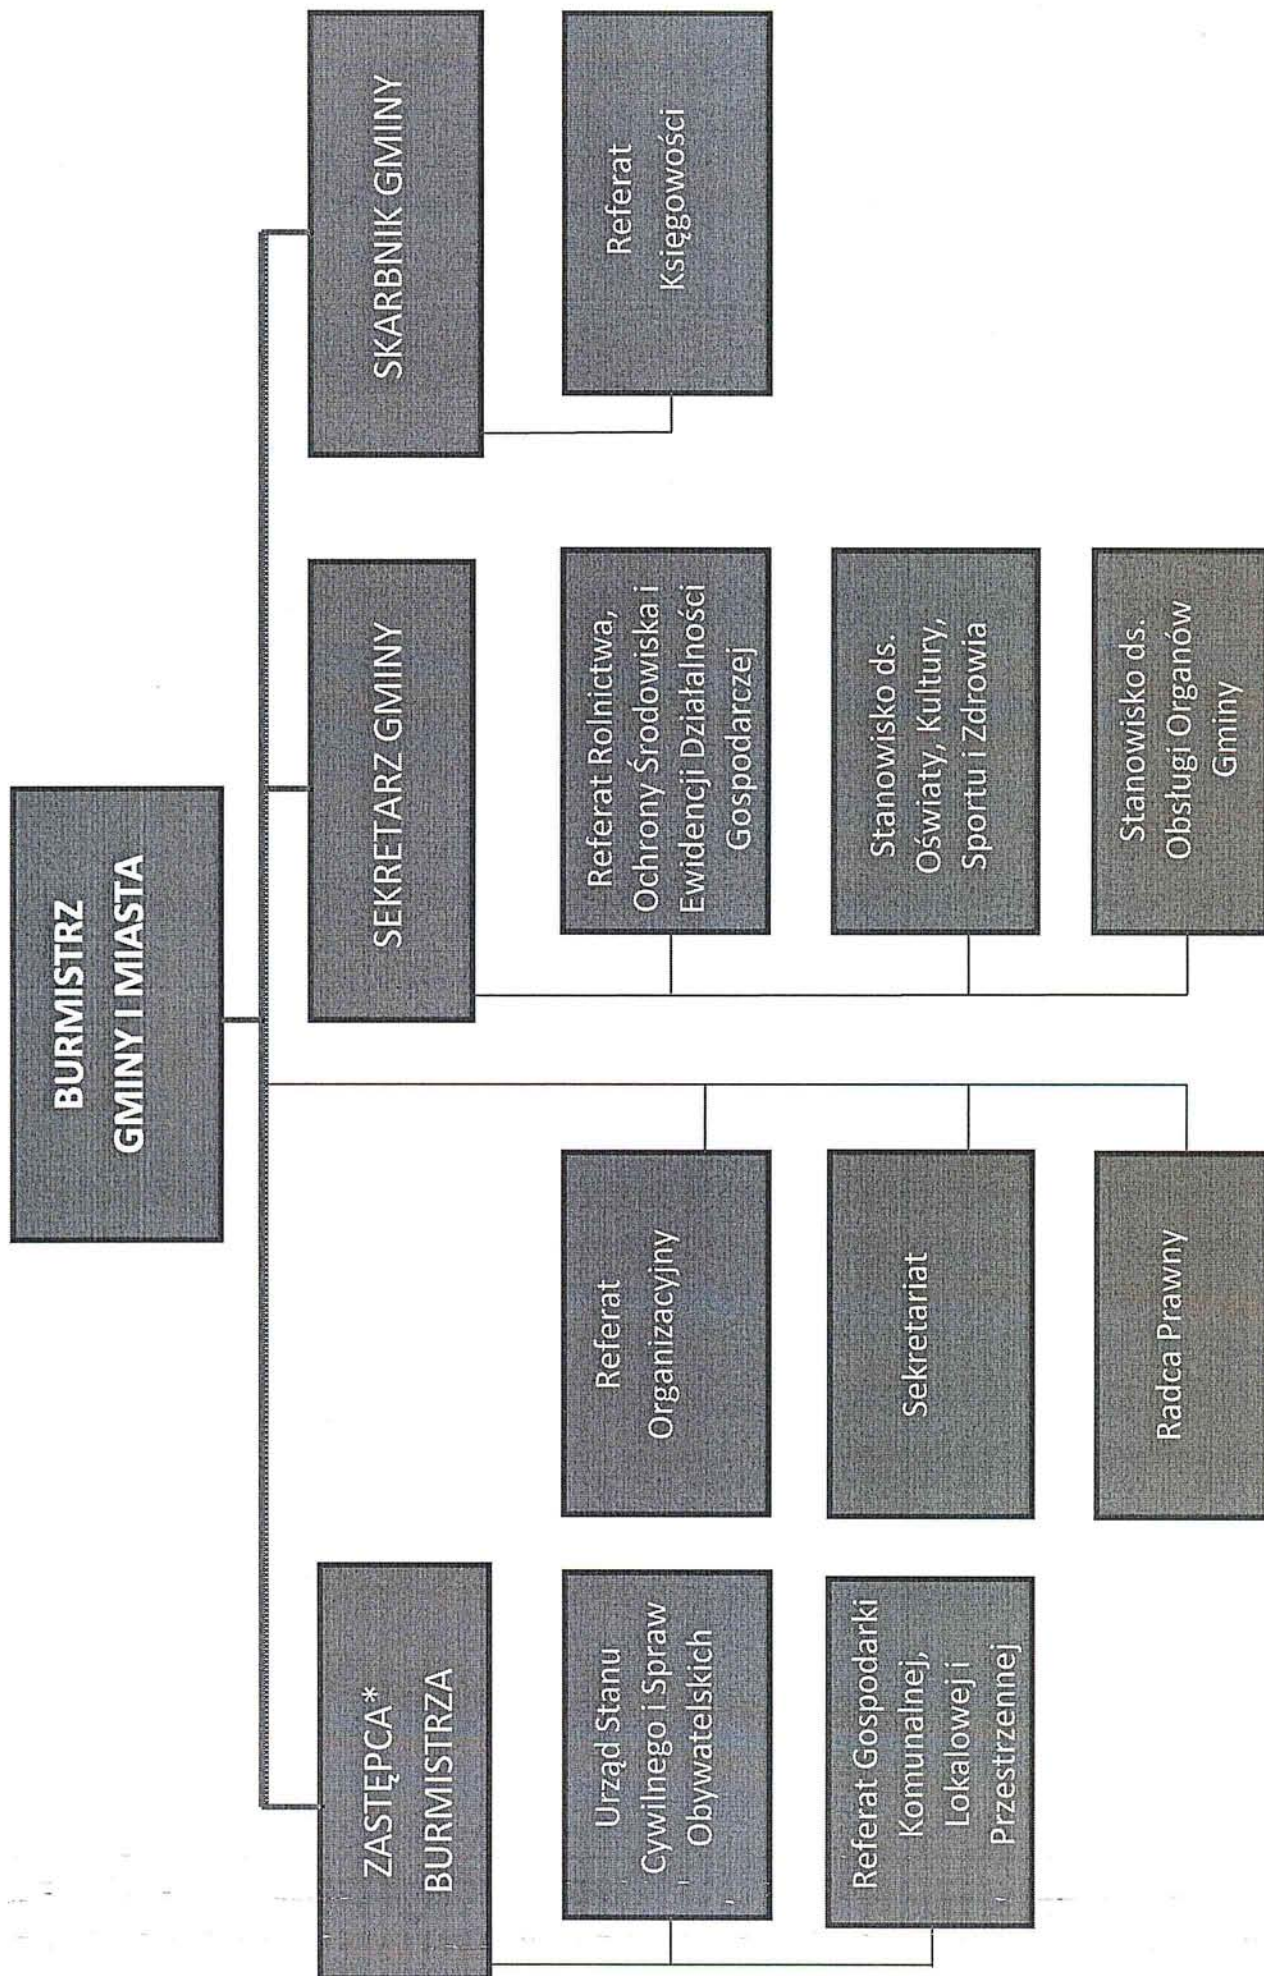 BURMISTRZ
GMINY I MIASTA
ZASTĘPCA*
BURMISTRZA
SEKRETARZ GMINY
SKARBNIK GMINY
Urząd Stanu
Cywilnego i Spraw
Obywatelskich
Referat Gospodarki
Komunalnej,
Lokalowej i
Przestrzennej
Referat
Organizacyjny
Sekretariat
Radca Prawny
Referat Rolnictwa,
Ochrony Środowiska i
Ewidencji Działalności
Gospodarczej
Stanowisko ds.
Oświaty, Kultury,
Sportu i Zdrowia
Stanowisko ds.
Obsługi Organów
Gminy
Referat
Księgowości